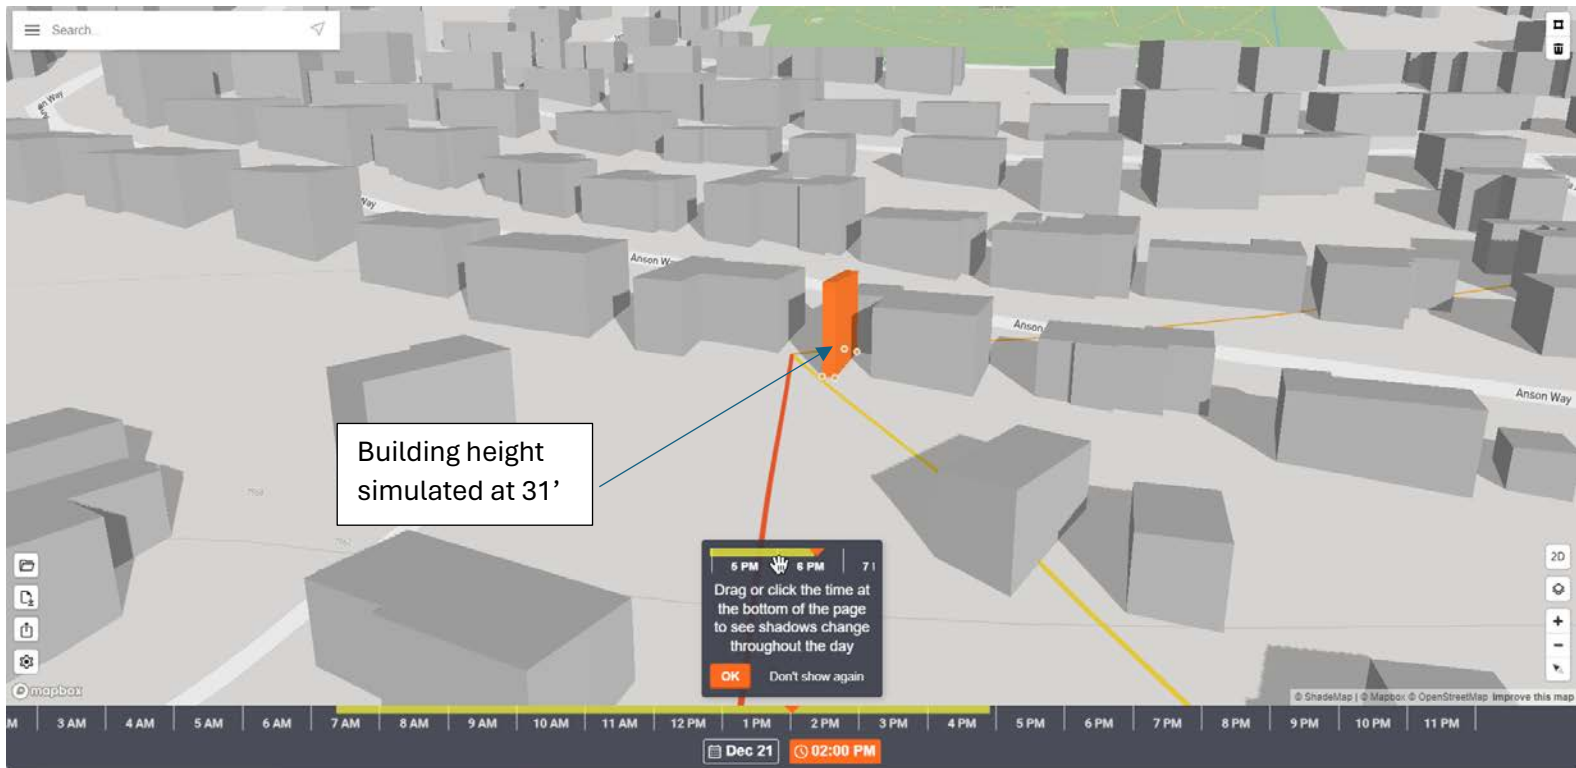 Search..
Way
Way
Anson W
Anson
Anson Way
Building height
simulated at 31’
5 PM
6 PM
7
Drag or click the time at
the bottom of the page
to see shadows change
throughout the day
OK
Don't show again
2D
mapbox
© ShadeMap | © Mapbox © OpenStreetMap Improve this map
M 3 AM 4 AM 5 AM 6 AM 7 AM 8 AM 9 AM 10 AM 11 AM 12 PM 1 PM 2 PM 3 PM 4 PM 5 PM 6 PM 7 PM 8 PM 9 PM 10 PM 11 PM
Dec 21
02:00 PM